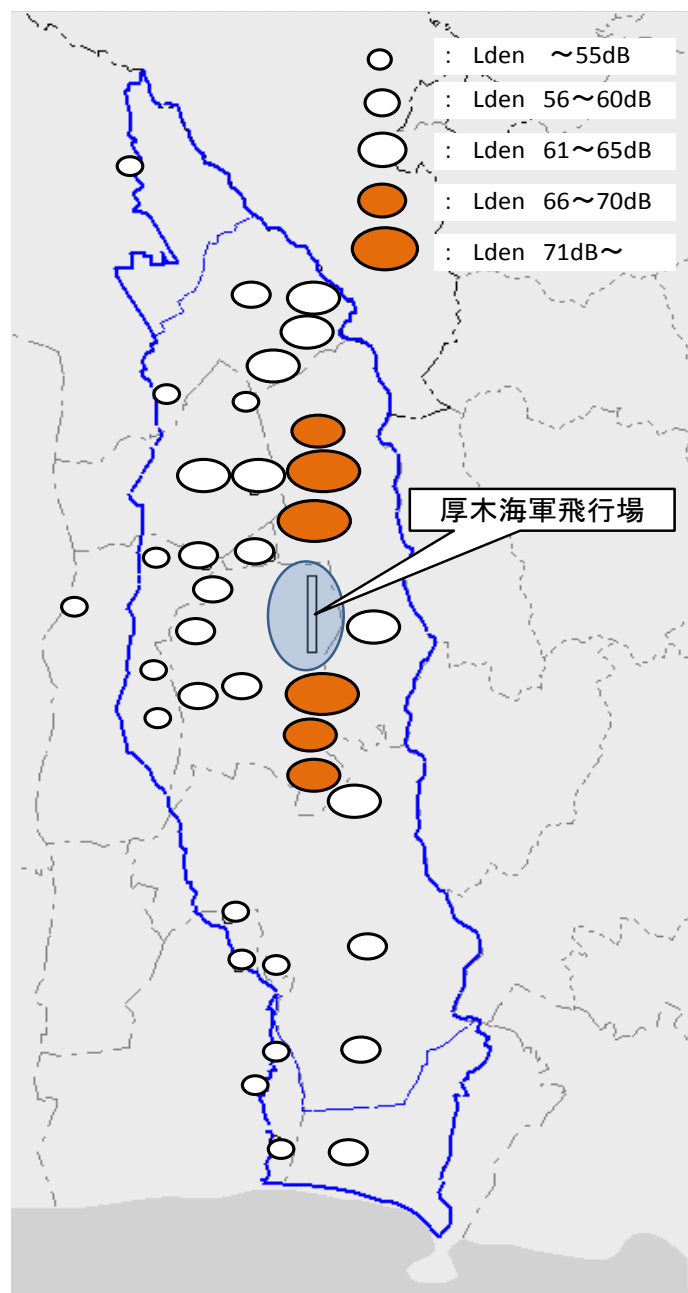 : Lden ～55dB
: Lden 56～60dB
: Lden 61～65dB
: Lden 66～70dB
: Lden 71dB～
厚木海軍飛行場